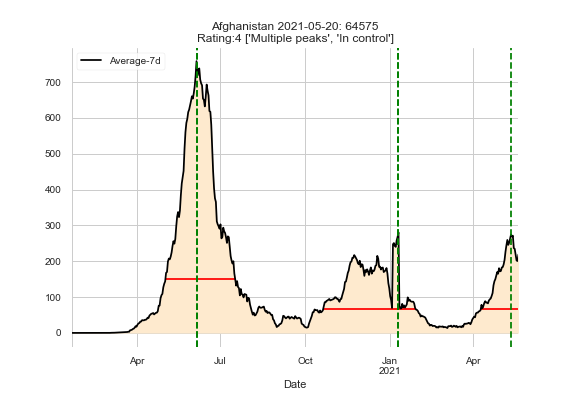 Afghanistan 2021-05-20: 64575
Rating:4 ['Multiple peaks', 'In control']
Average-7d
700
600
500
400
300
200
100
0
Apr
Jul
Oct
Jan
2021
Apr
Date